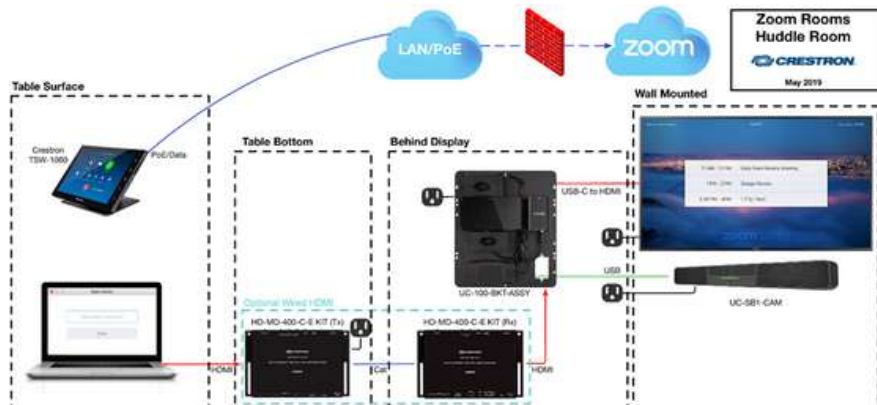 Zoom Rooms
Huddle Room
CRESTRON
May 2019
LAN/PoE
zoom
Table Surface
Crestron
TSW-1060
PoE/Data
Table Bottom
Behind Display
Wall Mounted
USB-C to HDMI
zoom
USB
UC-100-BKT-ASSY
UC-SB1-CAM
Optional Wired HDMI
HD-MD-400-C-E KIT (Tx)
HD-MD-400-C-E KIT (Rx)
HDMI
Cat
HDMI